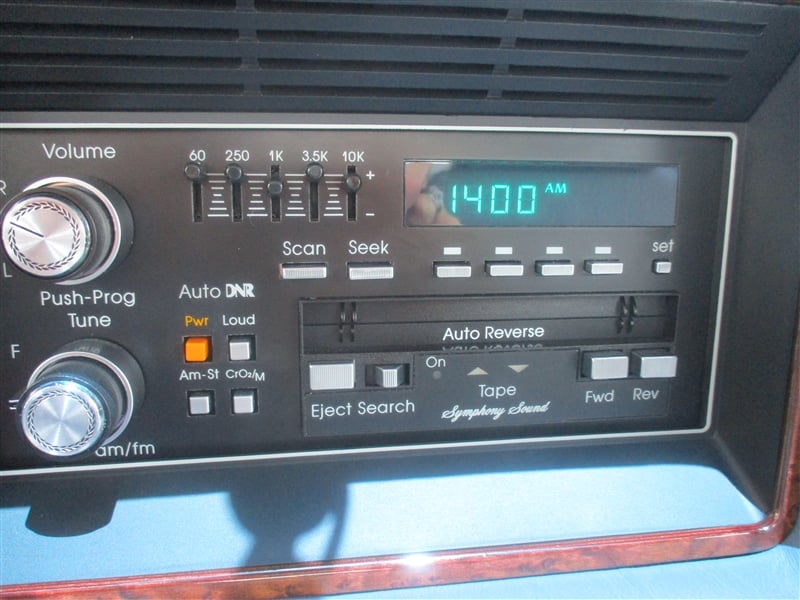 Volume
R
L
Push-Prog
Tune
F
am/fm
60 250 1K 3.5K 10K
+
-
1400 AM
Scan Seek
set
Auto DNR
Pwr Loud
Am-St CrO2/M
Auto Reverse
On
Tape
Symphony Sound
Eject Search
Fwd Rev